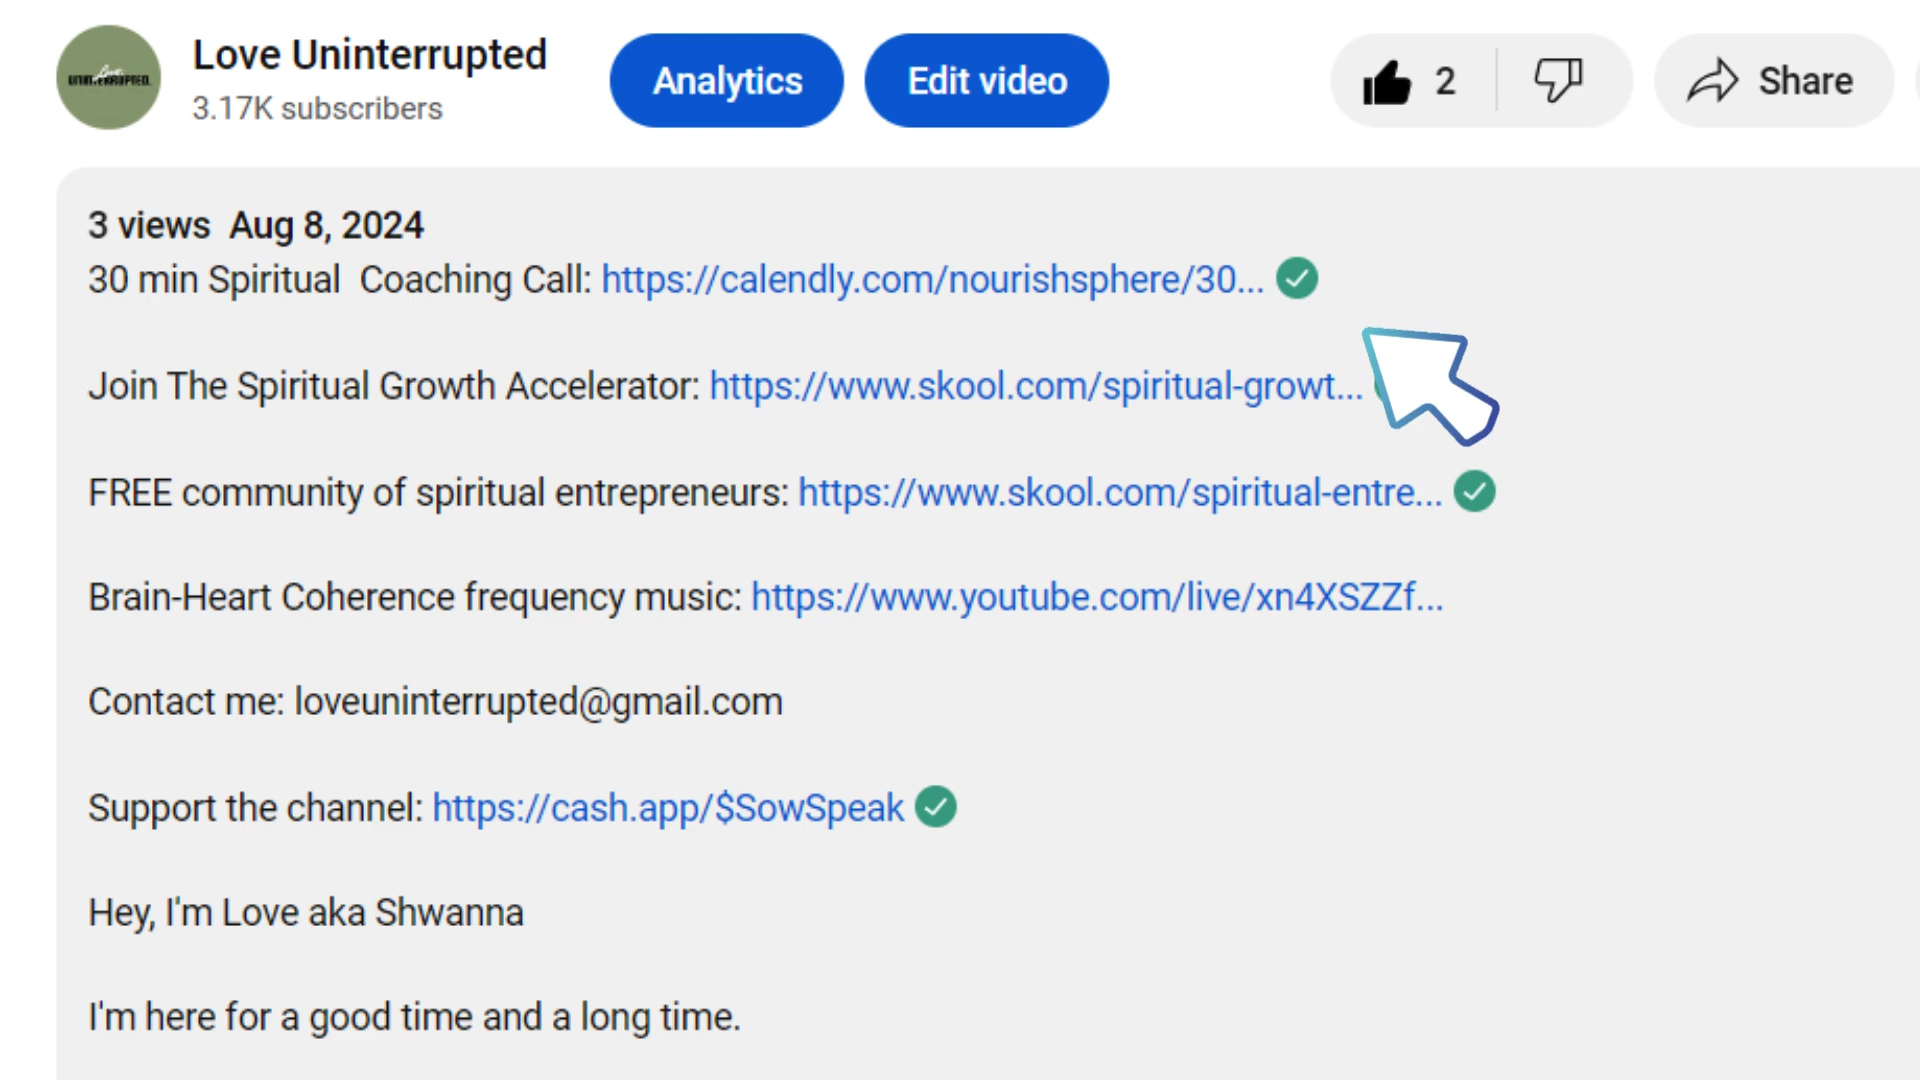 Love UNINTERRUPTED.
Love Uninterrupted
3.17K subscribers
Analytics
Edit video
2
Share
3 views Aug 8, 2024
30 min Spiritual Coaching Call: https://calendly.com/nourishsphere/30...
Join The Spiritual Growth Accelerator: https://www.skool.com/spiritual-growt...
FREE community of spiritual entrepreneurs: https://www.skool.com/spiritual-entre...
Brain-Heart Coherence frequency music: https://www.youtube.com/live/xn4XSZZf...
Contact me: loveuninterrupted@gmail.com
Support the channel: https://cash.app/$SowSpeak
Hey, I'm Love aka Shwanna
I'm here for a good time and a long time.